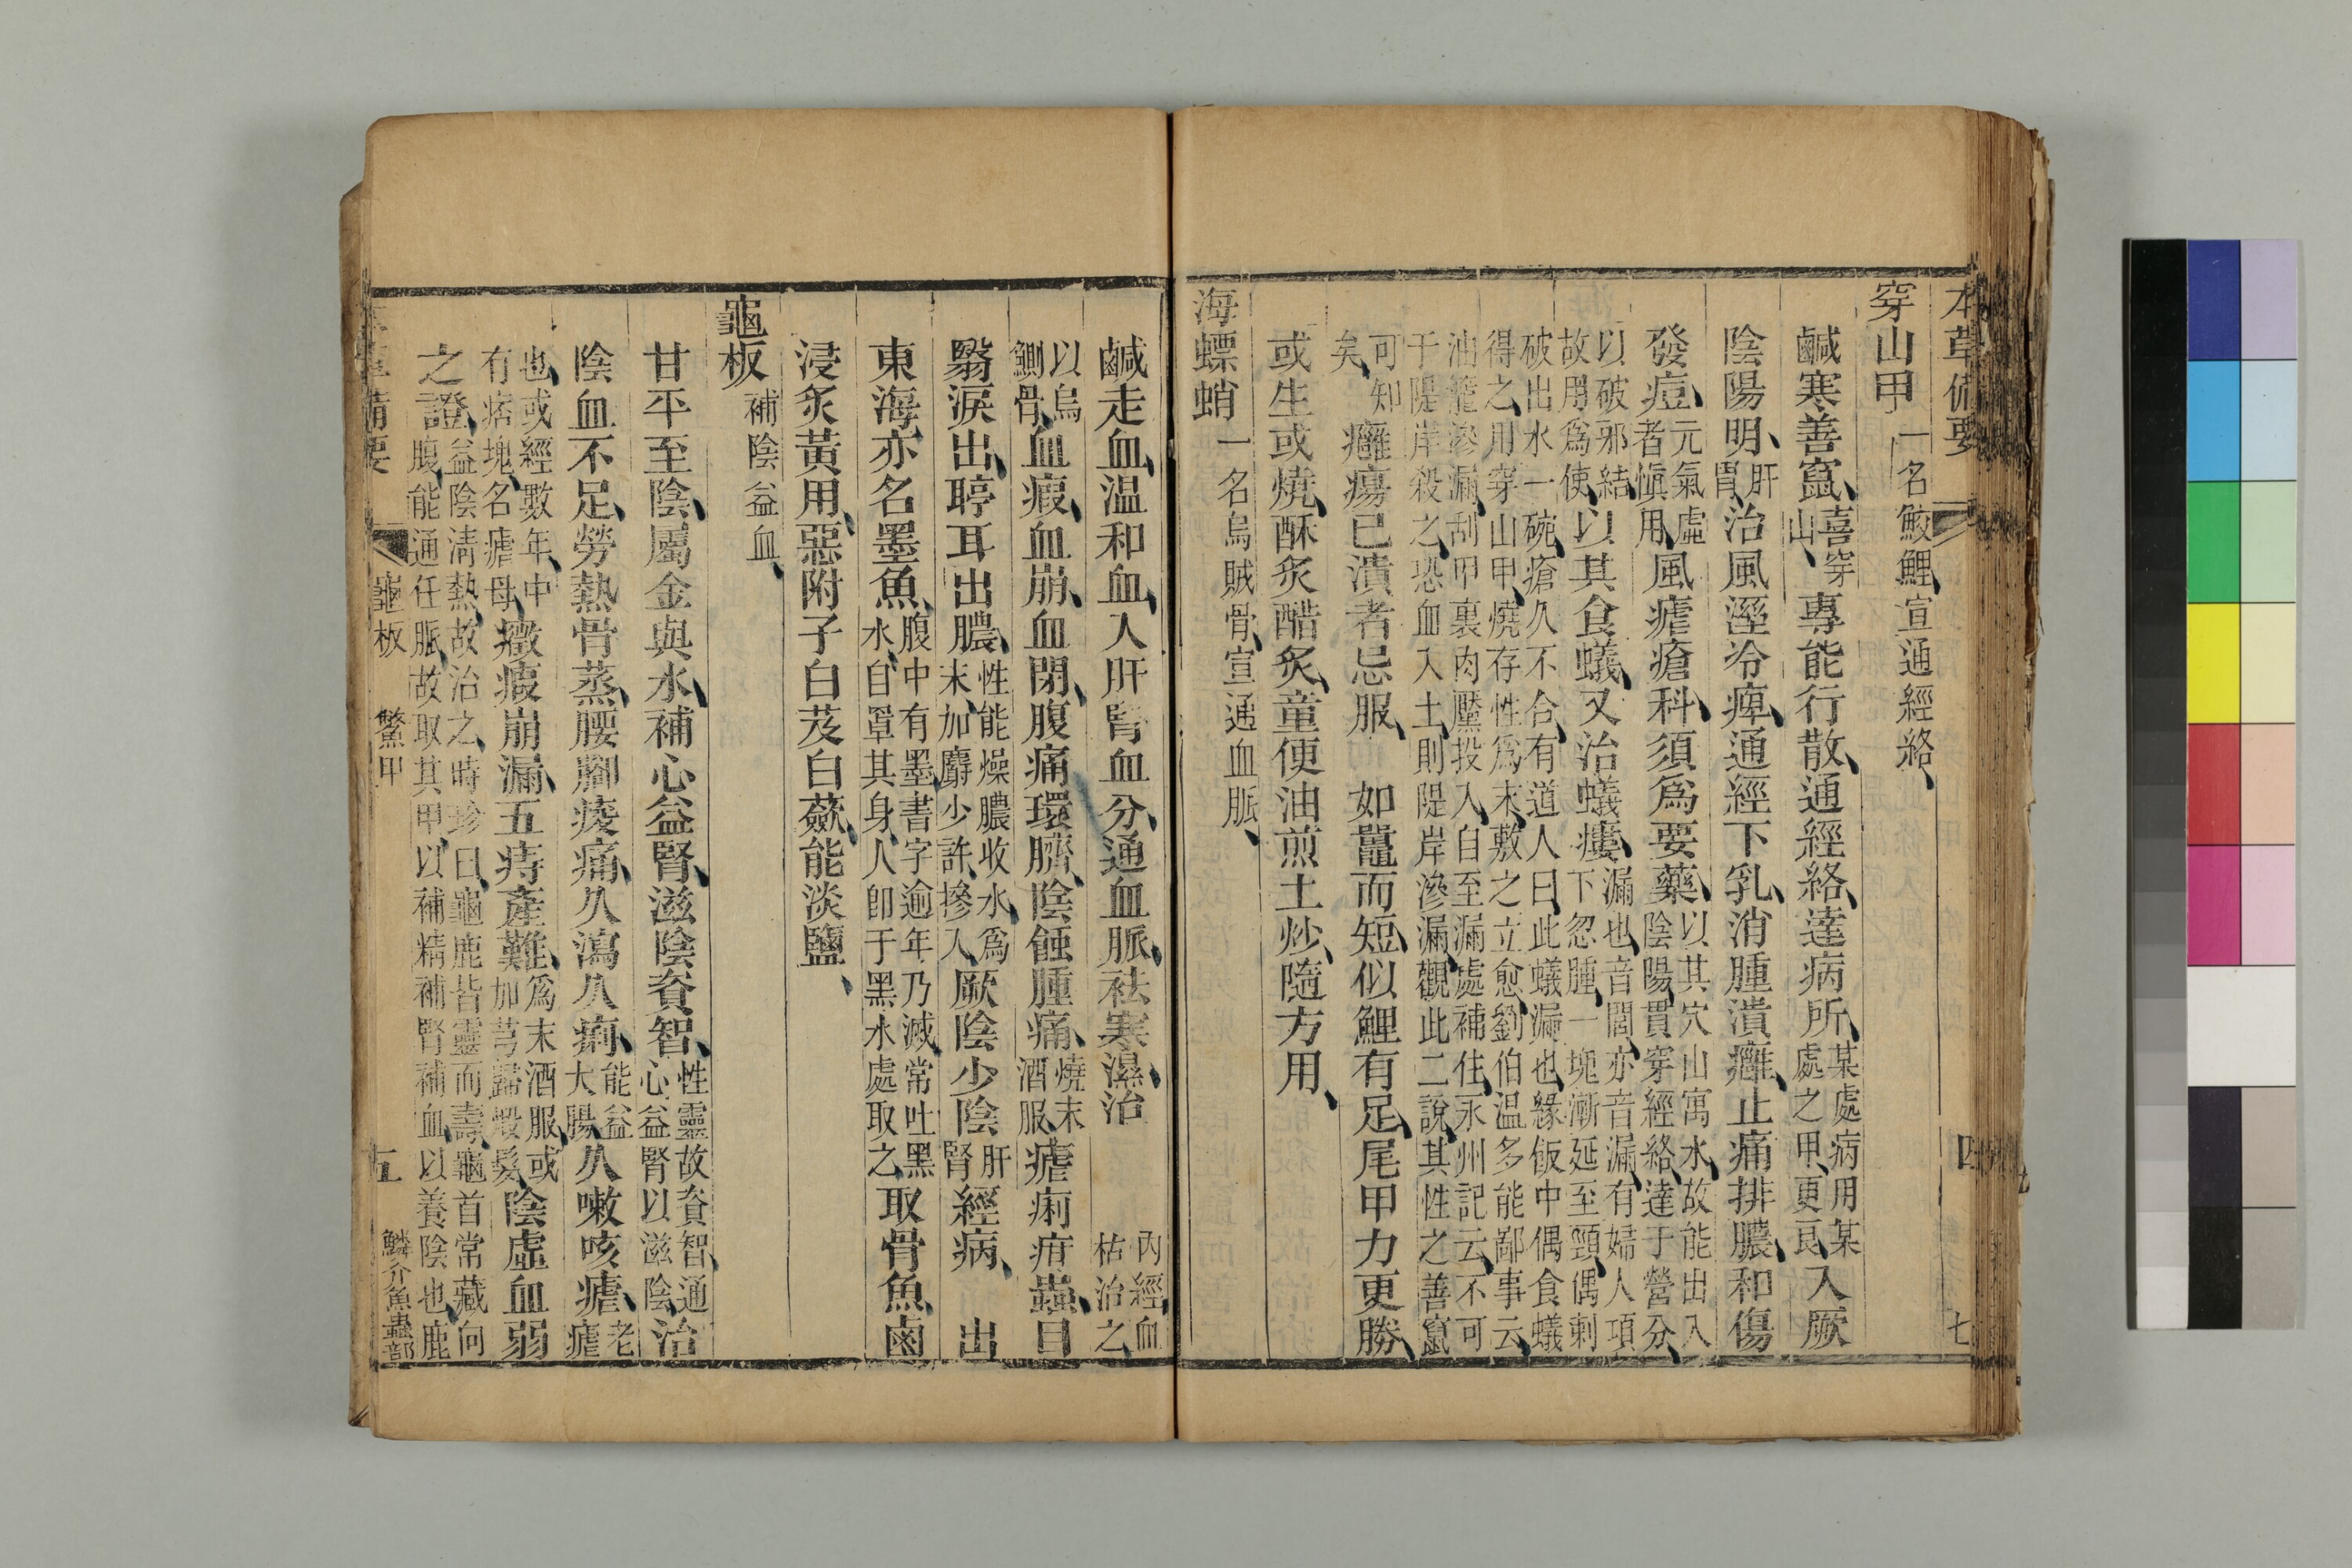 本草備要
四
七
穿山甲
一名鮫鯉宣通經絡、
鹹寒善竄、喜穿山、專能行散、通經絡、達病所、某處病用某處之甲、更良、入厥
陰陽明、肝胃治風溼冷痺、通經下乳、消腫潰癰、止痛排膿、和傷
發痘、元氣虛者愼用、風瘧瘡科、須爲要藥、以其穴山寓水、故能出入陰陽、貫穿經絡、達于營分、
以破邪結、故用爲使、以其食蟻、又治蟻瘻、漏也、音閭、亦音漏、有婦人項下忽腫一塊、漸延至頸、偶刺
破出水一碗、瘡久不合、有道人曰、此蟻漏也、緣飯中偶食蟻
得之、用穿山甲、燒存性、爲末、敷之立愈、劉伯温多能鄙事云、
油籠滲漏、刮甲裏肉靨、投入、自至漏處補住、永州記云、不可
于隄岸殺之、恐血入土、則隄岸滲漏、觀此二說、其性之善竄
可知矣、癰瘍已潰者忌服、如鼉而短、似鯉有足、尾甲力更勝、
或生或燒、酥炙醋炙、童便油煎土炒、隨方用、
海螵蛸
一名烏賊骨、宣通血脈、
鹹走血、温和血、入肝腎血分、通血脈、祛寒濕、治
內經血枯治之
以烏鰂骨、血瘕血崩、血閉、腹痛環臍、陰蝕腫痛、燒末酒服瘧痢疳蟲、目
翳淚出、聤耳出膿、性能燥膿收水、爲末、加麝少許、摻入、厥陰少陰肝腎經病、出
東海、亦名墨魚、腹中有墨、書字逾年乃滅、常吐黑水、自罩其身、人卽于黑水處取之取骨魚、鹵
浸炙黃用、惡附子白芨白蘞、能淡鹽、
龜板
補陰益血、
甘平至陰、屬金與水、補心益腎、滋陰資智、性靈故資智、通心益腎以滋陰治
陰血不足、勞熱骨蒸、腰腳痠痛、久瀉久痢、能益大腸久嗽咳瘧、老瘧
也、或經數年、中有痞塊、名瘧母、癥瘕崩漏、五痔產難、爲末酒服、或加芎歸煅髮、陰虛血弱
之證、益陰清熱、故治之、時珍曰、龜鹿皆靈而壽、龜首常藏向
腹、能通任脈、故取其甲、以補精補腎補血、以養陰也、鹿
備要
龜板
鱉甲
五
鱗介魚蟲部